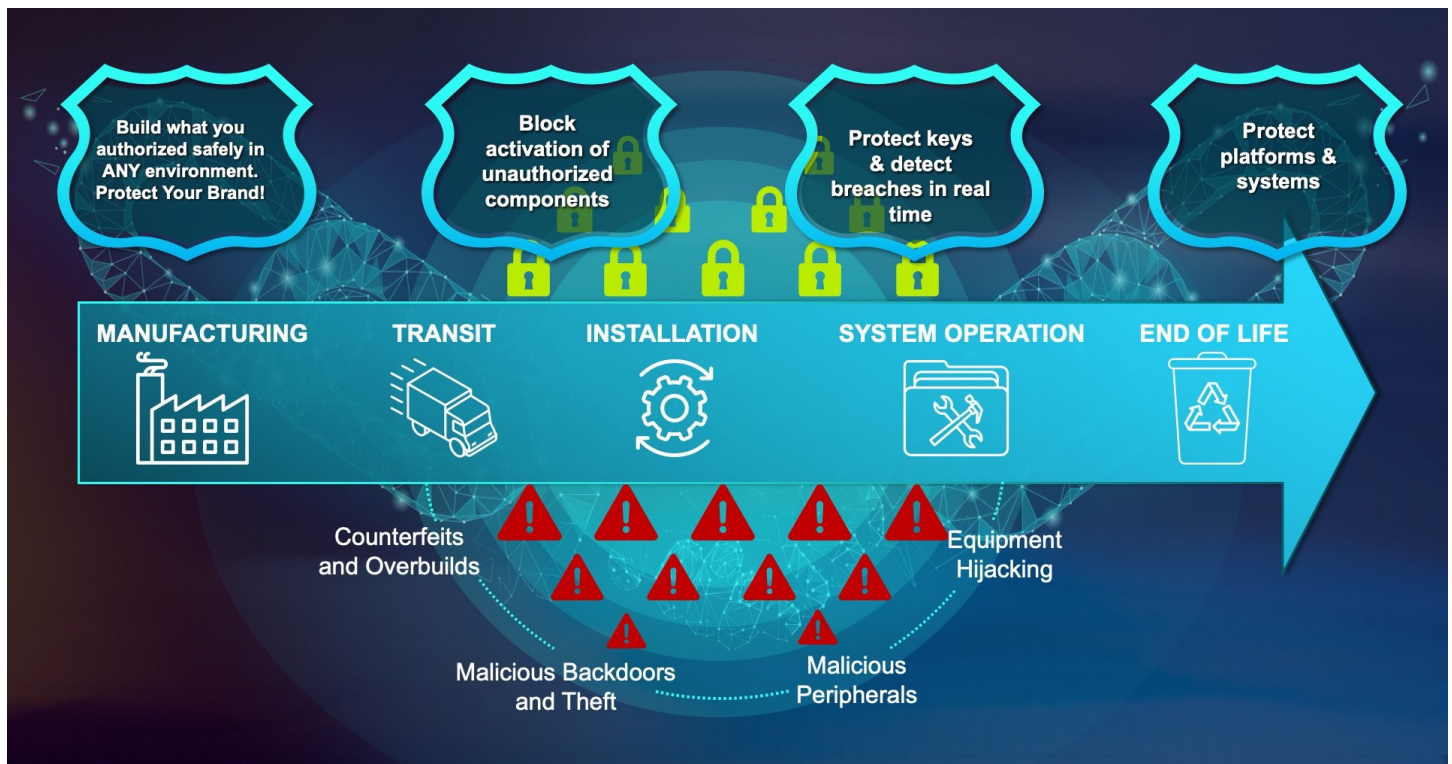 Build what you
authorized safely in
ANY environment.
Protect Your Brand!
Block
activation of
unauthorized
components
Protect keys
& detect
breaches in real
time
Protect
platforms &
systems
MANUFACTURING
TRANSIT
INSTALLATION
SYSTEM OPERATION
END OF LIFE
Counterfeits
and Overbuilds
Equipment
Hijacking
Malicious Backdoors
and Theft
Malicious
Peripherals